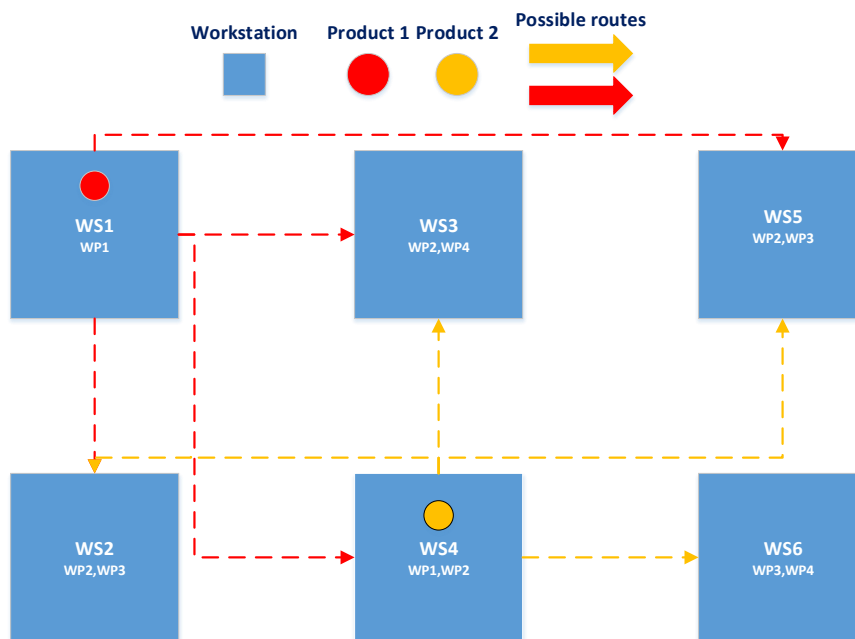 Possible routes
Workstation
Product 1
Product 2
WS1
WP1
WS3
WP2,WP4
WS5
WP2,WP3
WS2
WP2,WP3
WS4
WP1,WP2
WS6
WP3,WP4